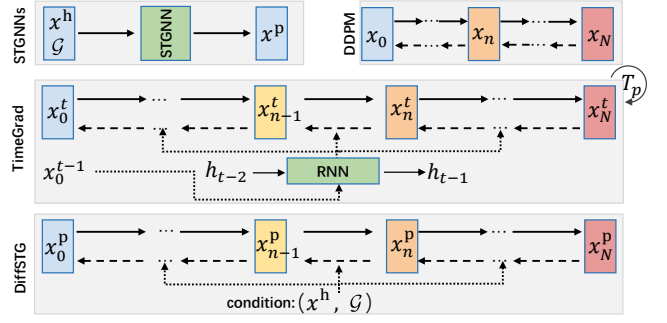 STGNNs
x^h
𝒢
STGNN
x^p
DDPM
x_0 ... x_n ... x_N
... ...
T_p
TimeGrad
x_0^t ... x_{n-1}^t x_n^t ... x_N^t
... ...
x_0^{t-1} h_{t-2} RNN h_{t-1}
DiffSTG
x_0^p ... x_{n-1}^p x_n^p ... x_N^p
... ...
condition: (x^h, 𝒢)